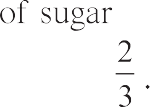 of sugar
2/3.